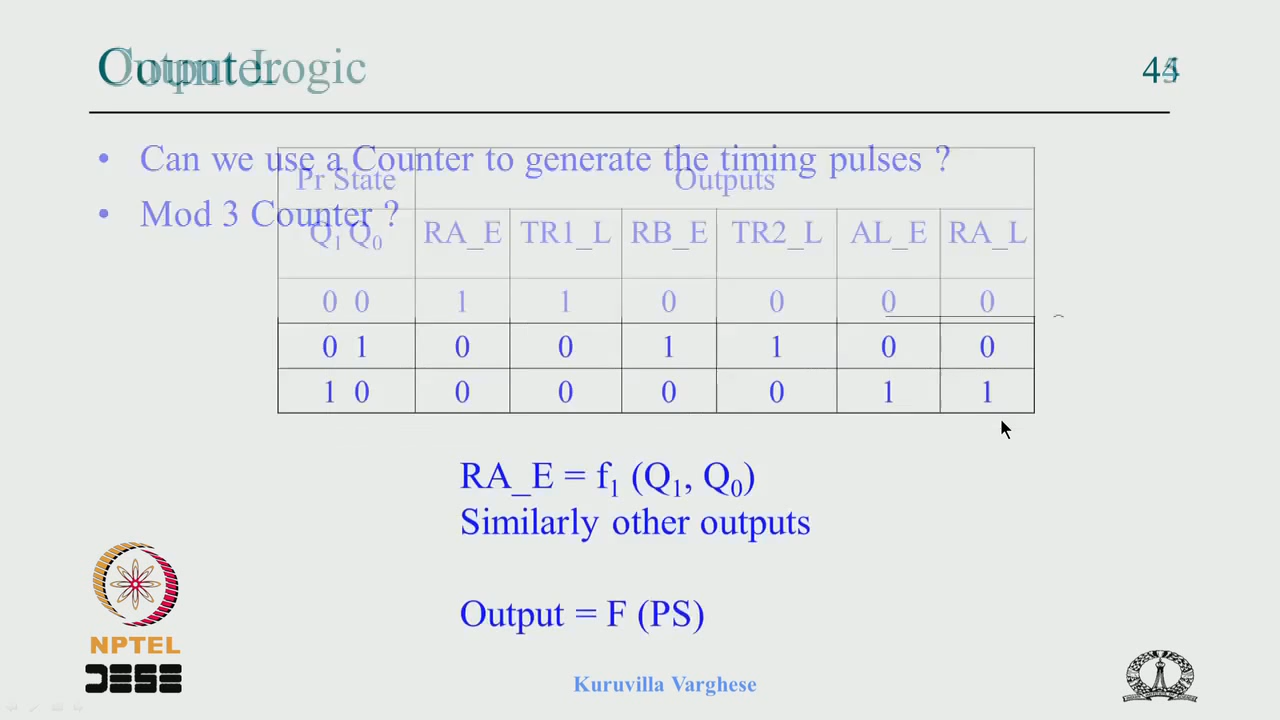 Counter
Output Logic
• Can we use a Counter to generate the timing pulses ?
• Mod 3 Counter ?
Pr State Outputs
Q1 Q0 RA_E TR1_L RB_E TR2_L AL_E RA_L
0 0 1 1 0 0 0 0
0 1 0 0 1 1 0 0
1 0 0 0 0 0 1 1
RA_E = f1 (Q1, Q0)
Similarly other outputs
Output = F (PS)
NPTEL
Kuruvilla Varghese